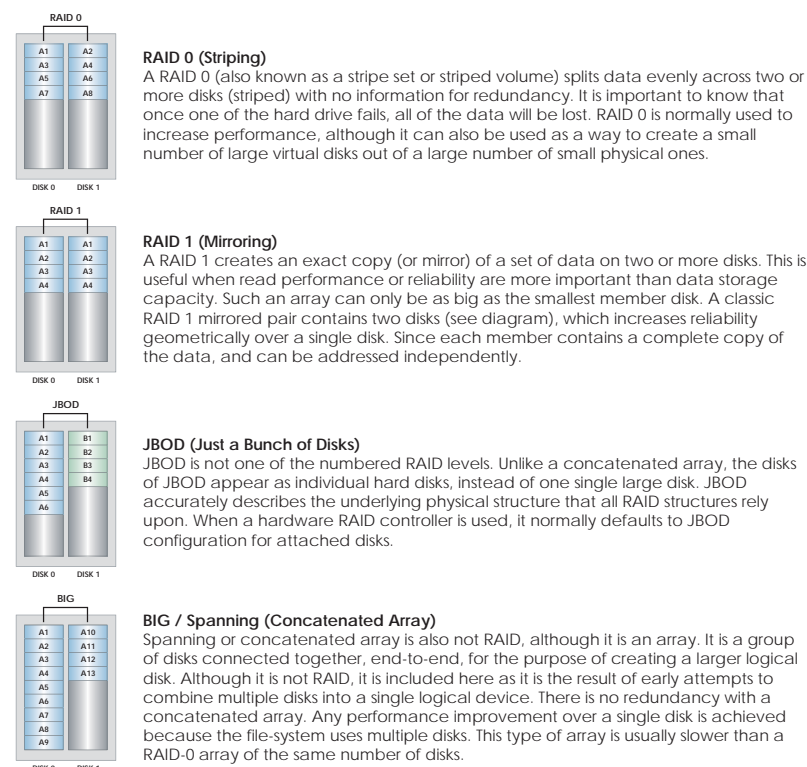 RAID 0
A1 A2
A3 A4
A5 A6
A7 A8
DISK 0 DISK 1
RAID 0 (Striping)
A RAID 0 (also known as a stripe set or striped volume) splits data evenly across two or
more disks (striped) with no information for redundancy. It is important to know that
once one of the hard drive fails, all of the data will be lost. RAID 0 is normally used to
increase performance, although it can also be used as a way to create a small
number of large virtual disks out of a large number of small physical ones.
RAID 1
A1 A1
A2 A2
A3 A3
A4 A4
DISK 0 DISK 1
RAID 1 (Mirroring)
A RAID 1 creates an exact copy (or mirror) of a set of data on two or more disks. This is
useful when read performance or reliability are more important than data storage
capacity. Such an array can only be as big as the smallest member disk. A classic
RAID 1 mirrored pair contains two disks (see diagram), which increases reliability
geometrically over a single disk. Since each member contains a complete copy of
the data, and can be addressed independently.
JBOD
A1 B1
A2 B2
A3 B3
A4 B4
A5
A6
DISK 0 DISK 1
JBOD (Just a Bunch of Disks)
JBOD is not one of the numbered RAID levels. Unlike a concatenated array, the disks
of JBOD appear as individual hard disks, instead of one single large disk. JBOD
accurately describes the underlying physical structure that all RAID structures rely
upon. When a hardware RAID controller is used, it normally defaults to JBOD
configuration for attached disks.
BIG
A1 A10
A2 A11
A3 A12
A4 A13
A5
A6
A7
A8
A9
DISK 0 DISK 1
BIG / Spanning (Concatenated Array)
Spanning or concatenated array is also not RAID, although it is an array. It is a group
of disks connected together, end-to-end, for the purpose of creating a larger logical
disk. Although it is not RAID, it is included here as it is the result of early attempts to
combine multiple disks into a single logical device. There is no redundancy with a
concatenated array. Any performance improvement over a single disk is achieved
because the file-system uses multiple disks. This type of array is usually slower than a
RAID-0 array of the same number of disks.